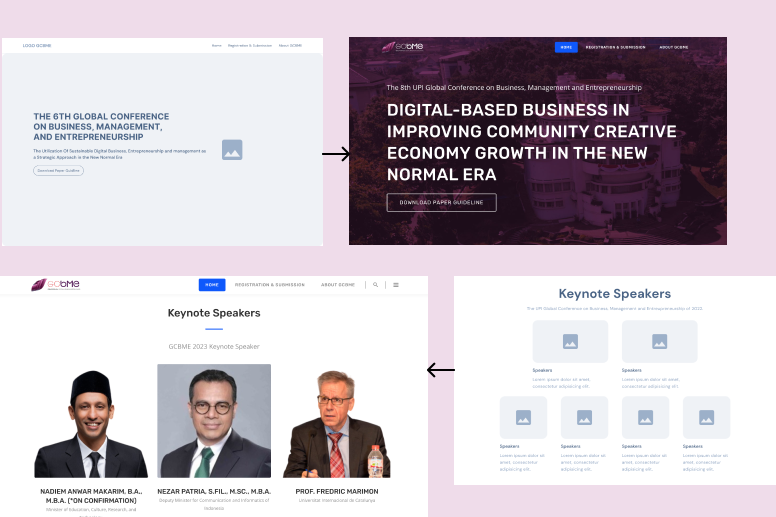 LOGO GCBME
Home Registration & Submission About GCBME
THE 6TH GLOBAL CONFERENCE
ON BUSINESS, MANAGEMENT,
AND ENTREPRENEURSHIP
The Utilization Of Sustainable Digital Business, Entrepreneurship and management as
a Strategic Approach in the New Normal Era
Download Paper Guideline
GCbME
HOME REGISTRATION & SUBMISSION ABOUT GCBME
The 8th UPI Global Conference on Business, Management and Entrepreneurship
DIGITAL-BASED BUSINESS IN
IMPROVING COMMUNITY CREATIVE
ECONOMY GROWTH IN THE NEW
NORMAL ERA
DOWNLOAD PAPER GUIDELINE
GCbME
HOME REGISTRATION & SUBMISSION ABOUT GCBME
Keynote Speakers
GCBME 2023 Keynote Speaker
NADIEM ANWAR MAKARIM, B.A.,
M.B.A. (*ON CONFIRMATION)
Minister of Education, Culture, Research, and
NEZAR PATRIA, S.FIL., M.SC., M.B.A.
Deputy Minister for Communication and Informatics of
Indonesia
PROF. FREDRIC MARIMON
Universitat Internacional de Catalunya
Keynote Speakers
The UPI Global Conference on Business, Management and Entrepreneurship of 2023
Speakers
Lorem ipsum dolor sit amet,
consectetur adipiscing elit
Speakers
Lorem ipsum dolor sit amet,
consectetur adipiscing elit
Speakers
Lorem ipsum dolor sit
amet, consectetur
adipiscing elit.
Speakers
Lorem ipsum dolor sit
amet, consectetur
adipiscing elit.
Speakers
Lorem ipsum dolor sit
amet, consectetur
adipiscing elit.
Speakers
Lorem ipsum dolor sit
amet, consectetur
adipiscing elit.